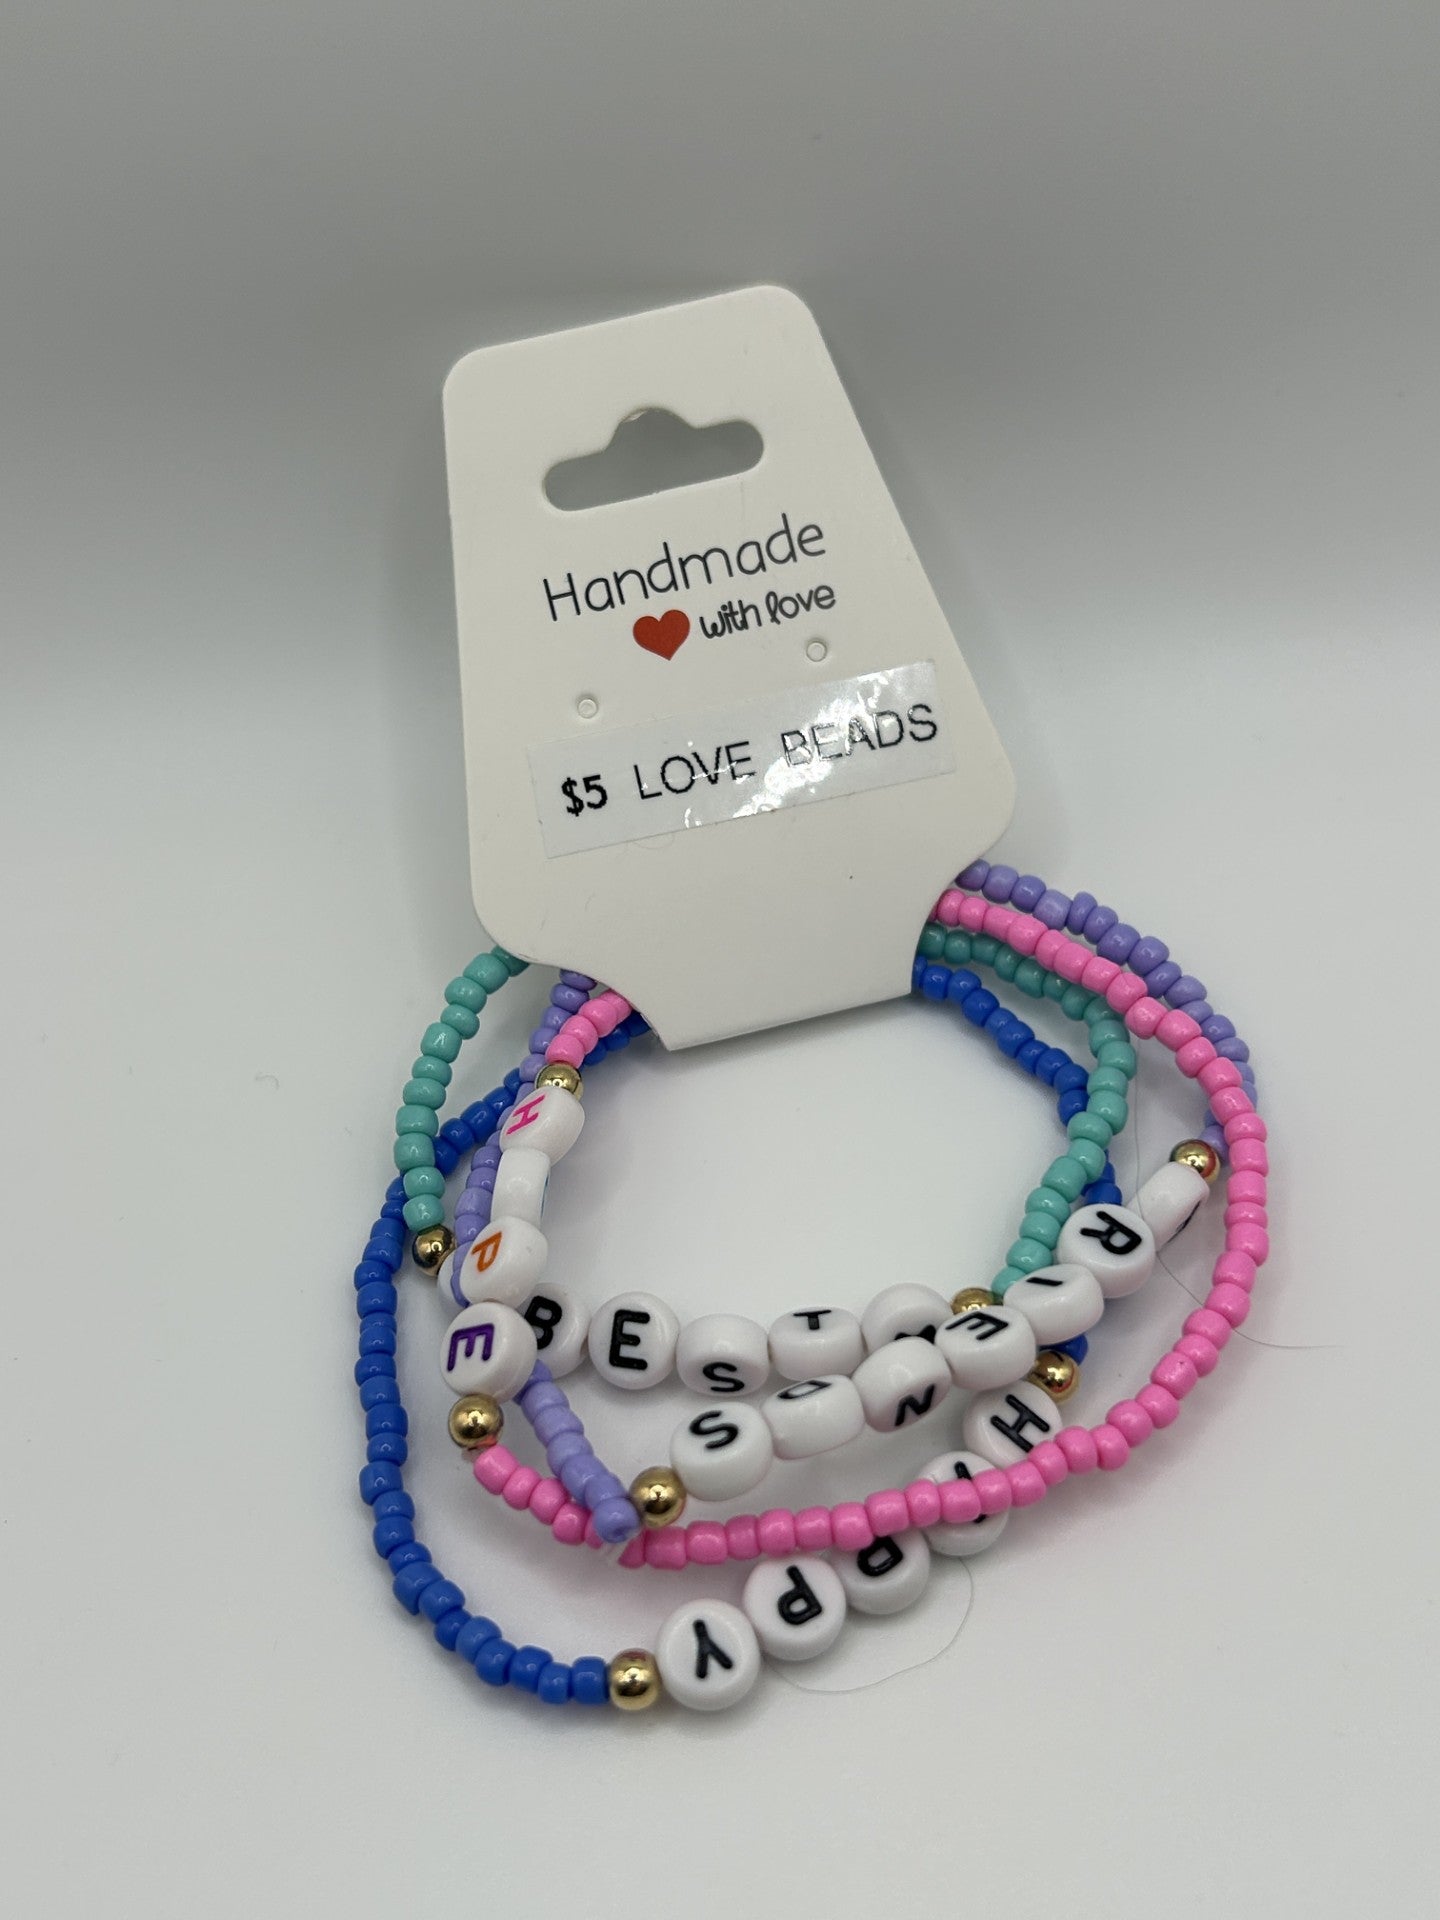 Handmade
with love
$5 LOVE BEADS
HOPE
BEST
FRIENDS
HAPPY